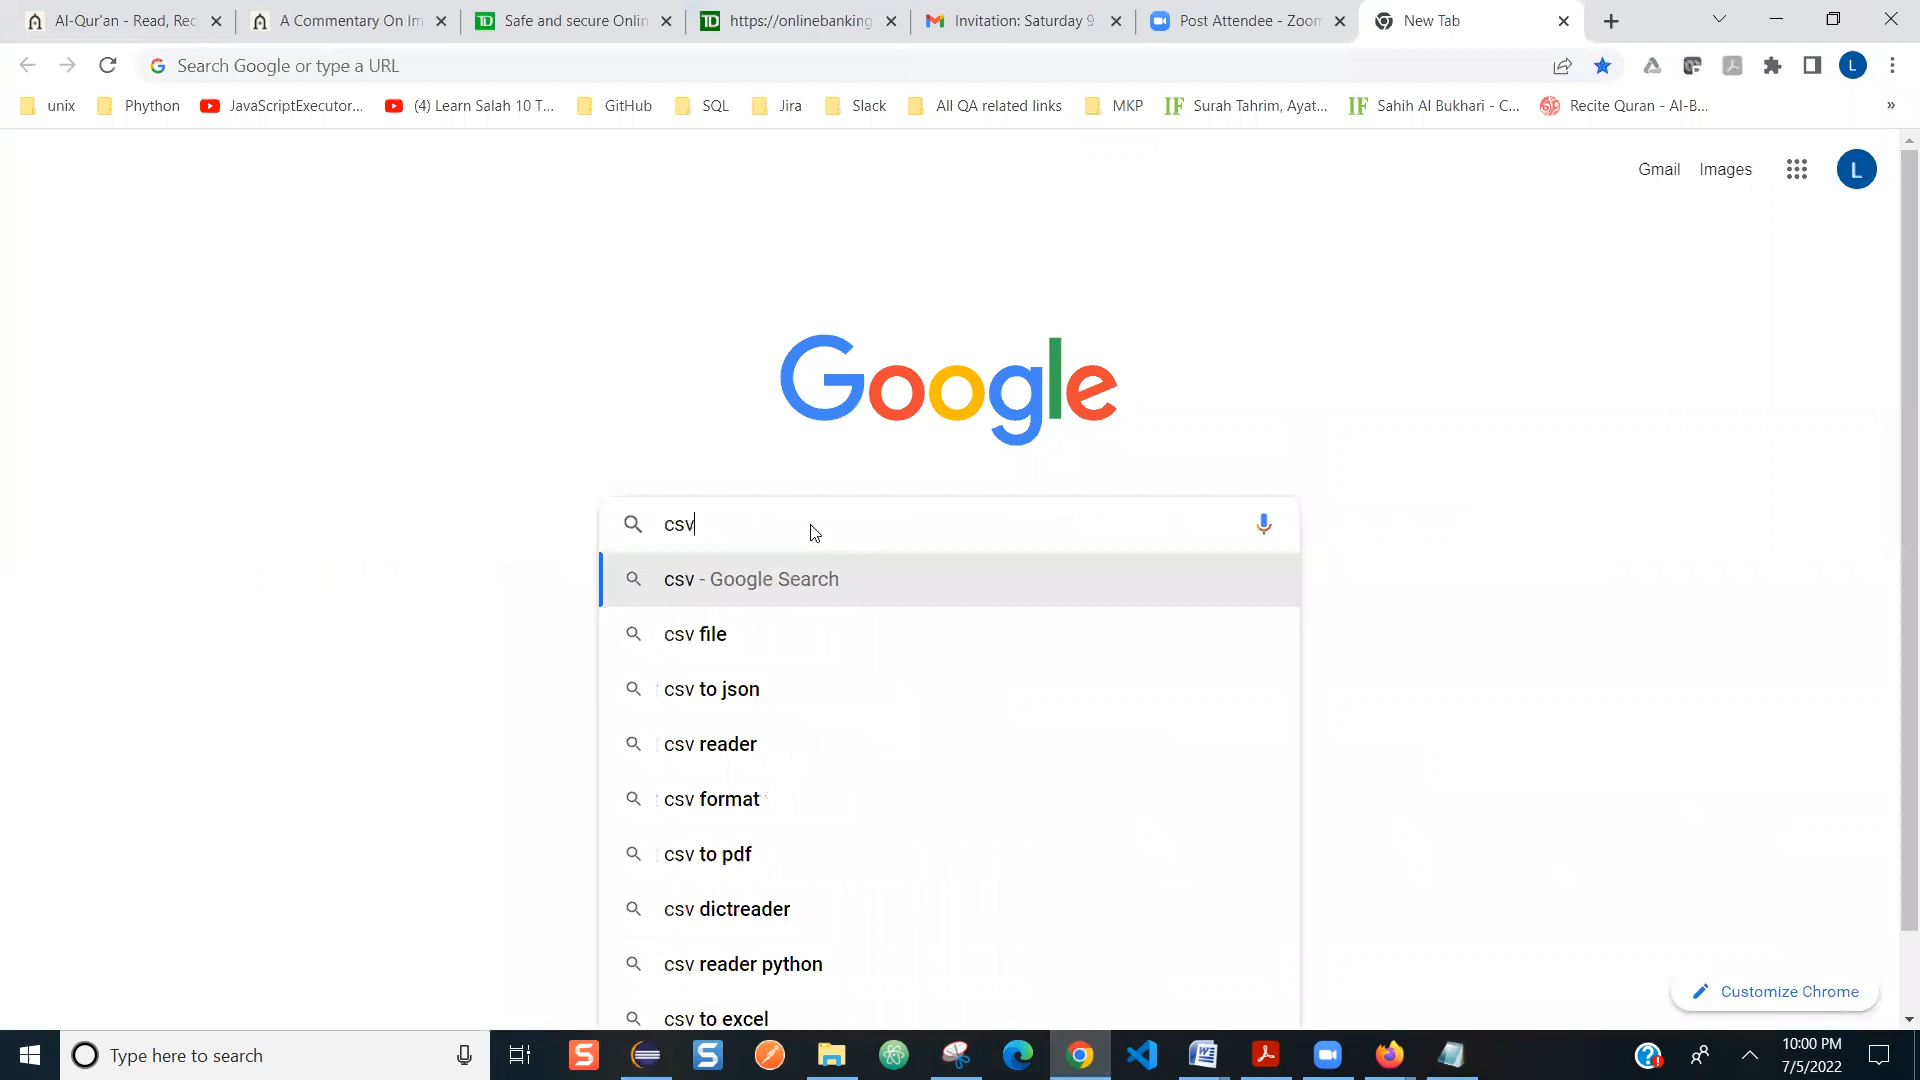 Al-Qur'an - Read, Rec
A Commentary On Im
Safe and secure Onlin
https://onlinebanking
Invitation: Saturday 9
Post Attendee - Zoom
New Tab
Search Google or type a URL
L
unix
Phython
JavaScriptExecutor...
(4) Learn Salah 10 T...
GitHub
SQL
Jira
Slack
All QA related links
MKP
Surah Tahrim, Ayat...
Sahih Al Bukhari - C...
Recite Quran - Al-B...
»
Gmail
Images
L
Google
csv
csv - Google Search
csv file
csv to json
csv reader
csv format
csv to pdf
csv dictreader
csv reader python
csv to excel
Customize Chrome
Type here to search
10:00 PM
7/5/2022